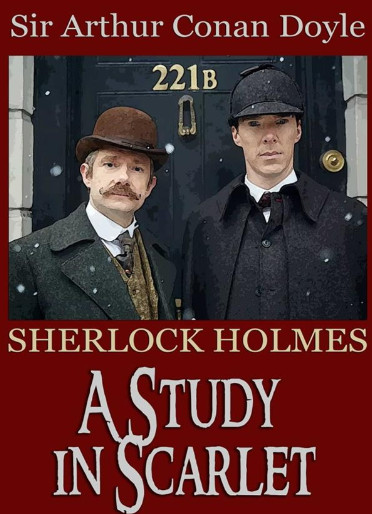 Sir Arthur Conan Doyle
221B
SHERLOCK HOLMES
A STUDY
IN SCARLET